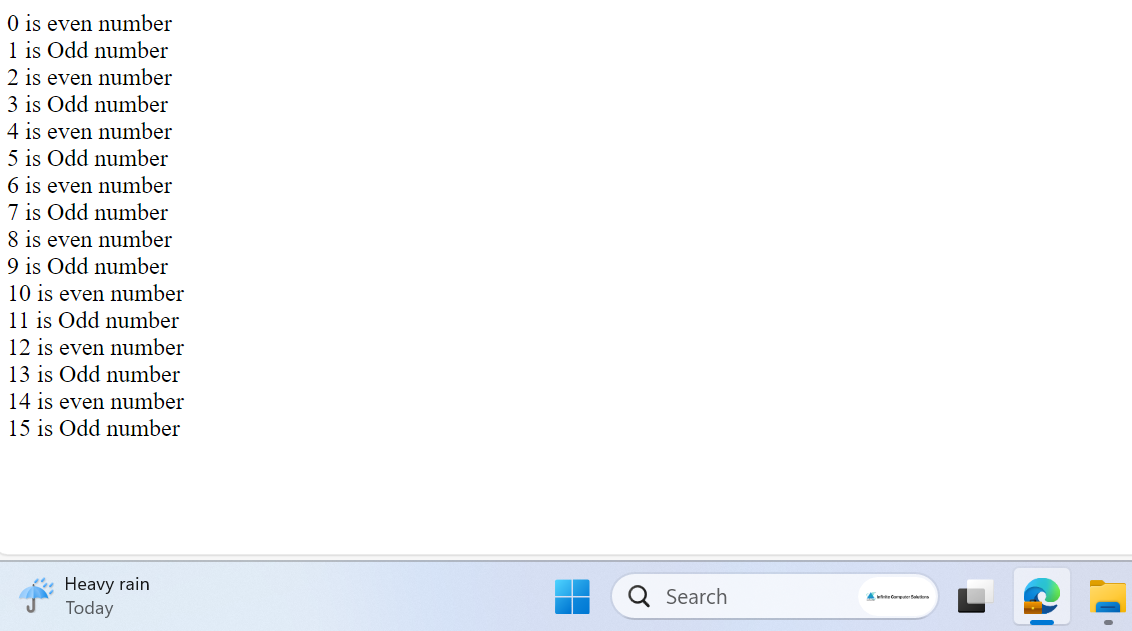 0 is even number
1 is Odd number
2 is even number
3 is Odd number
4 is even number
5 is Odd number
6 is even number
7 is Odd number
8 is even number
9 is Odd number
10 is even number
11 is Odd number
12 is even number
13 is Odd number
14 is even number
15 is Odd number
Heavy rain
Today
Search
Infinite Computer Solutions